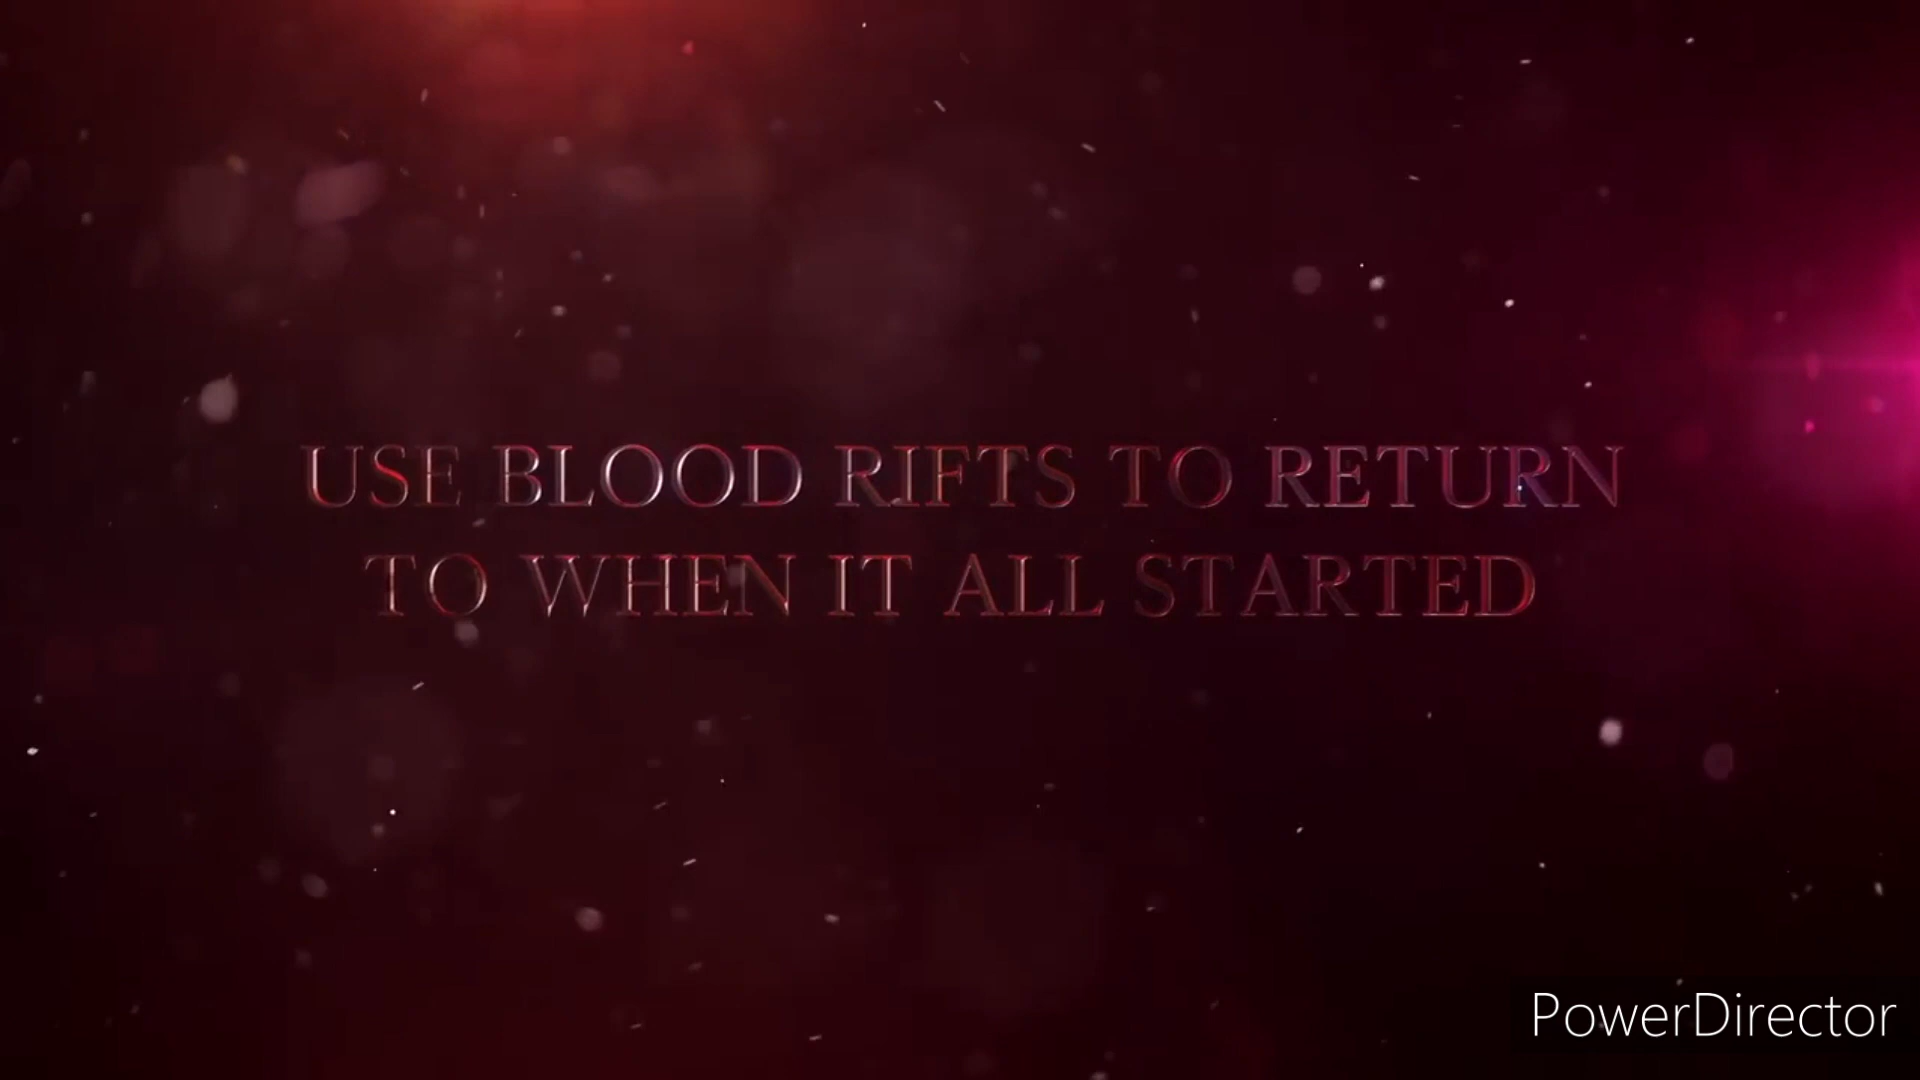 USE BLOOD RIFTS TO RETURN
TO WHEN IT ALL STARTED
PowerDirector